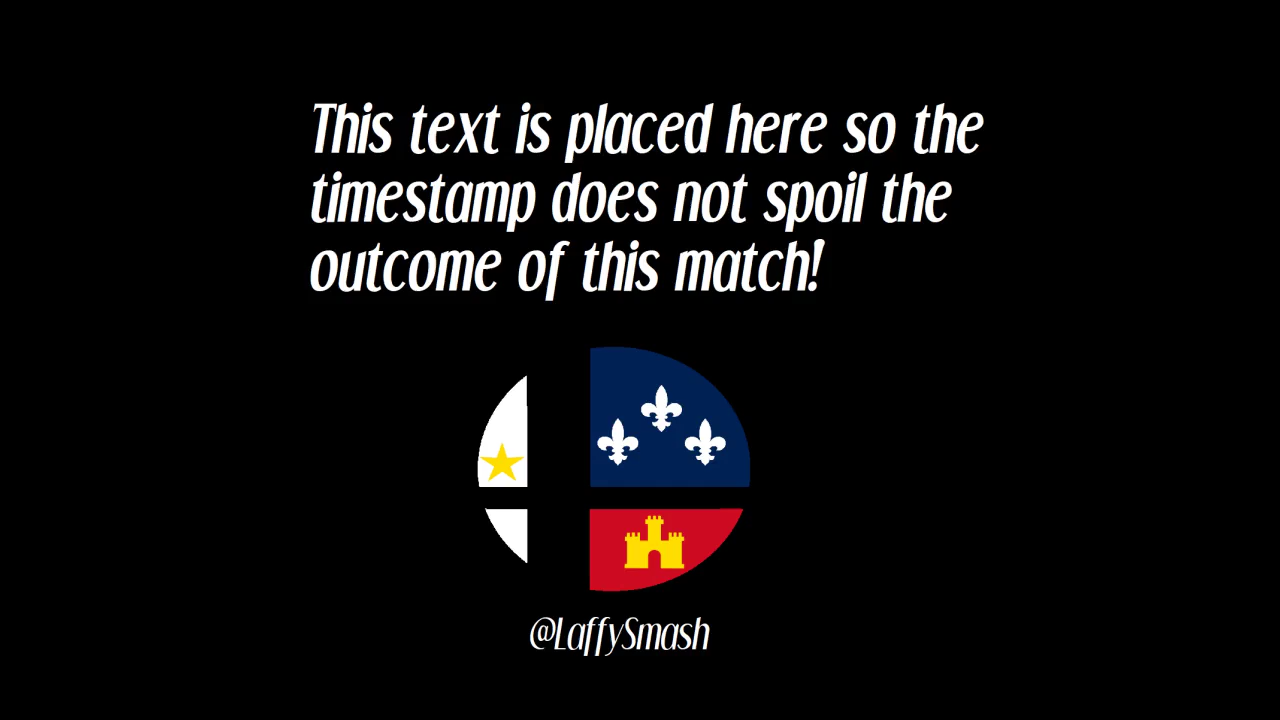 This text is placed here so the
timestamp does not spoil the
outcome of this match!
@LaffySmash